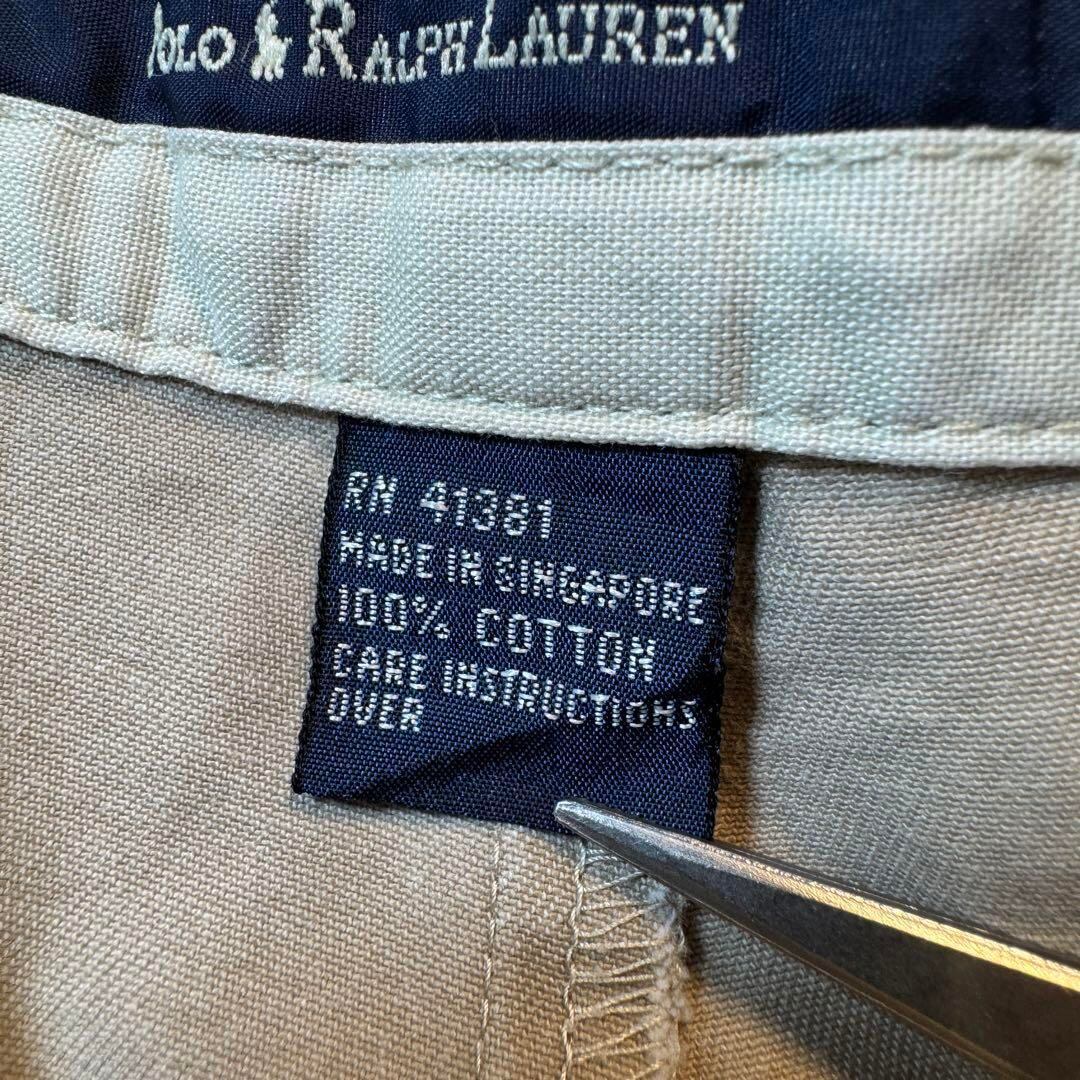 POLO RALPH LAUREN
RN 41381
MADE IN SINGAPORE
100% COTTON
CARE INSTRUCTIONS
OVER